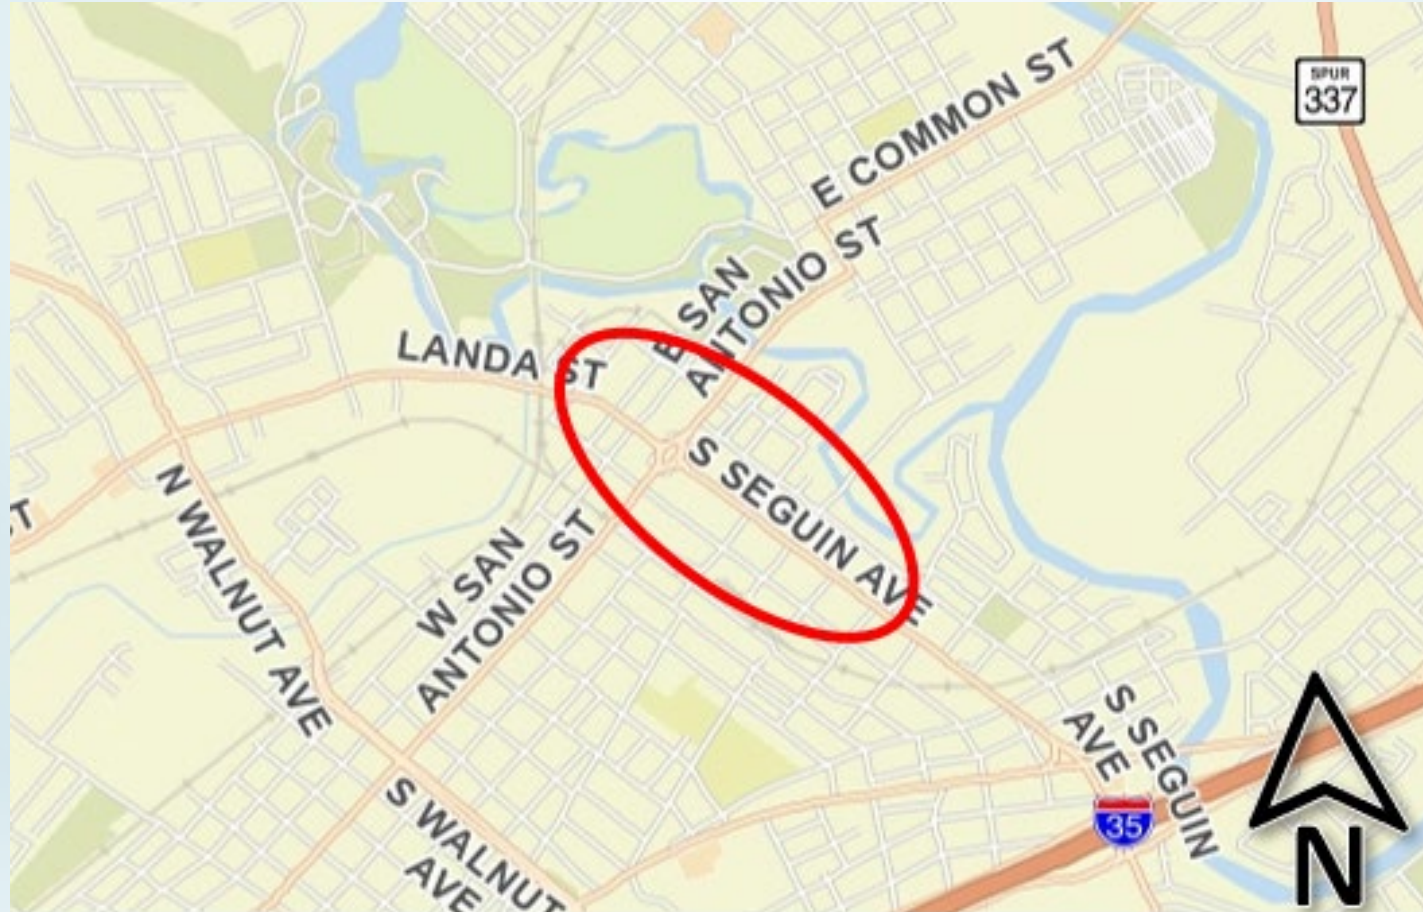 SPUR
337
E COMMON ST
E SAN
ANTONIO ST
LANDA ST
S SEGUIN AVE
N WALNUT AVE
W SAN
ANTONIO ST
S SEGUIN
AVE
35
S WALNUT
AVE
N